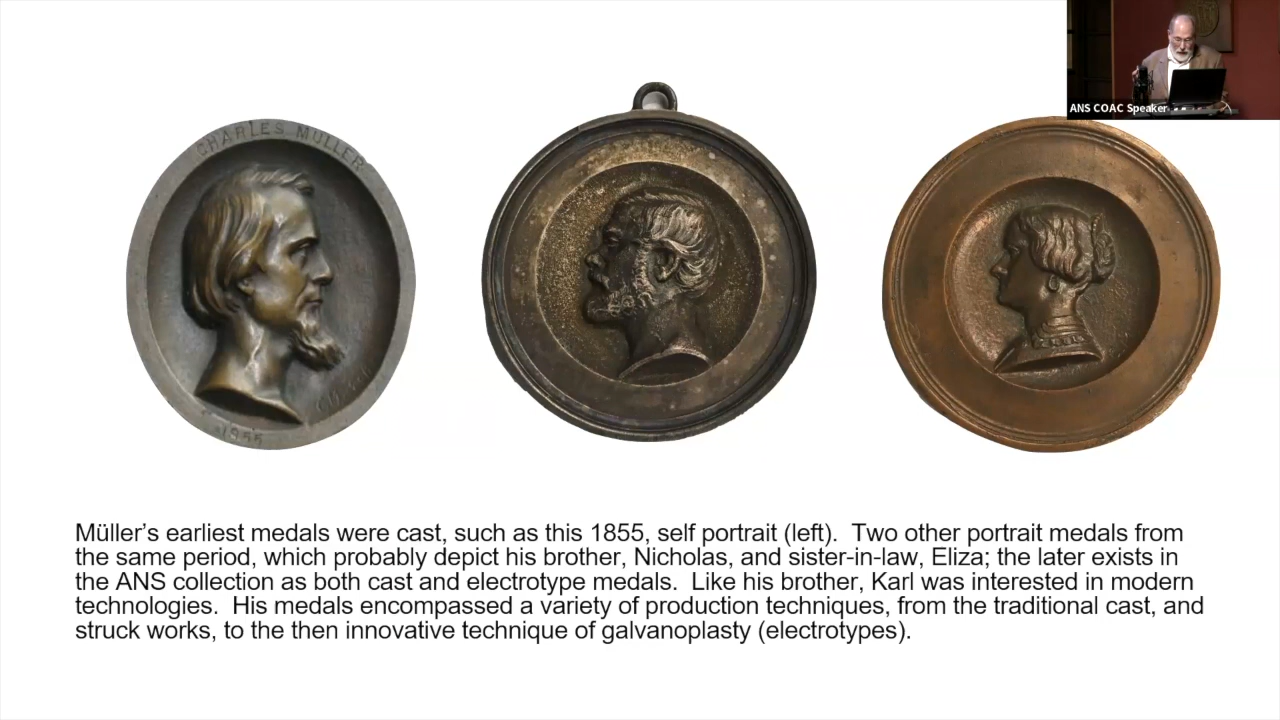 ANS COAC Speaker
CHARLES MULLER
1855
Müller’s earliest medals were cast, such as this 1855, self portrait (left).  Two other portrait medals from
the same period, which probably depict his brother, Nicholas, and sister-in-law, Eliza; the later exists in
the ANS collection as both cast and electrotype medals.  Like his brother, Karl was interested in modern
technologies.  His medals encompassed a variety of production techniques, from the traditional cast, and
struck works, to the then innovative technique of galvanoplasty (electrotypes).